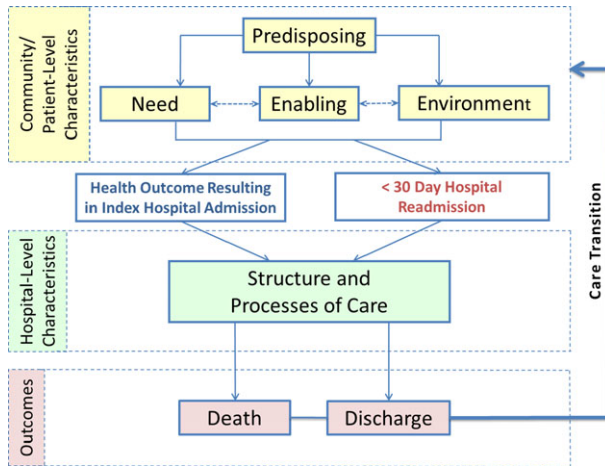 Community/
Patient-Level
Characteristics
Predisposing
Need
Enabling
Environment
Health Outcome Resulting
in Index Hospital Admission
< 30 Day Hospital
Readmission
Care Transition
Hospital-Level
Characteristics
Structure and
Processes of Care
Outcomes
Death
Discharge